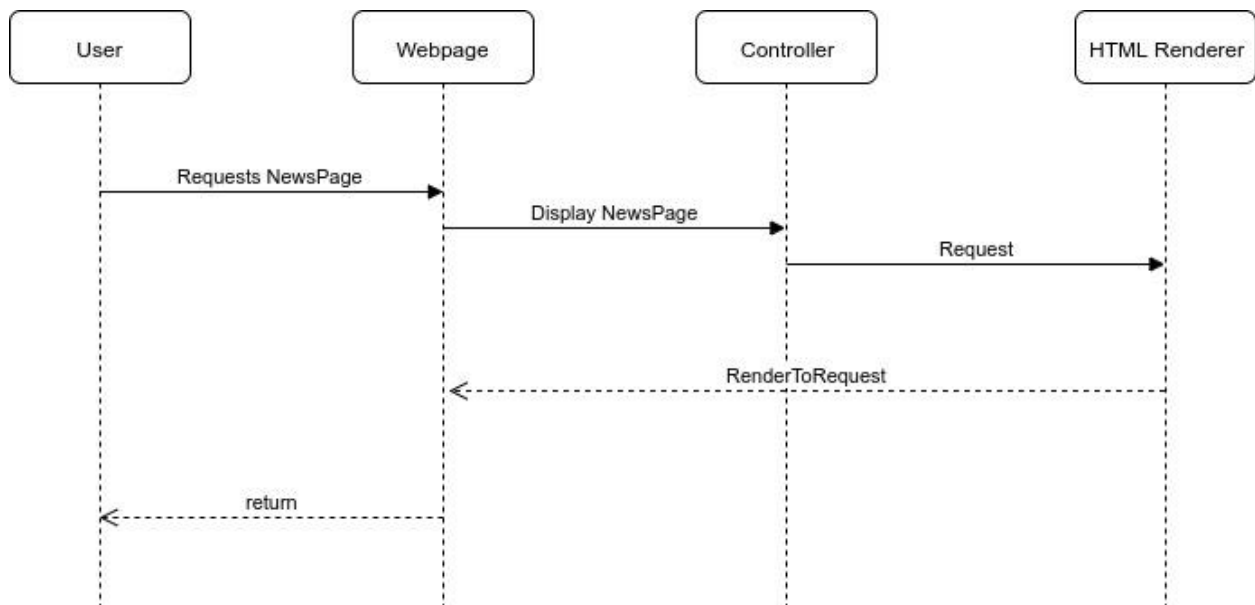 User
Webpage
Controller
HTML Renderer
Requests NewsPage
Display NewsPage
Request
RenderToRequest
return